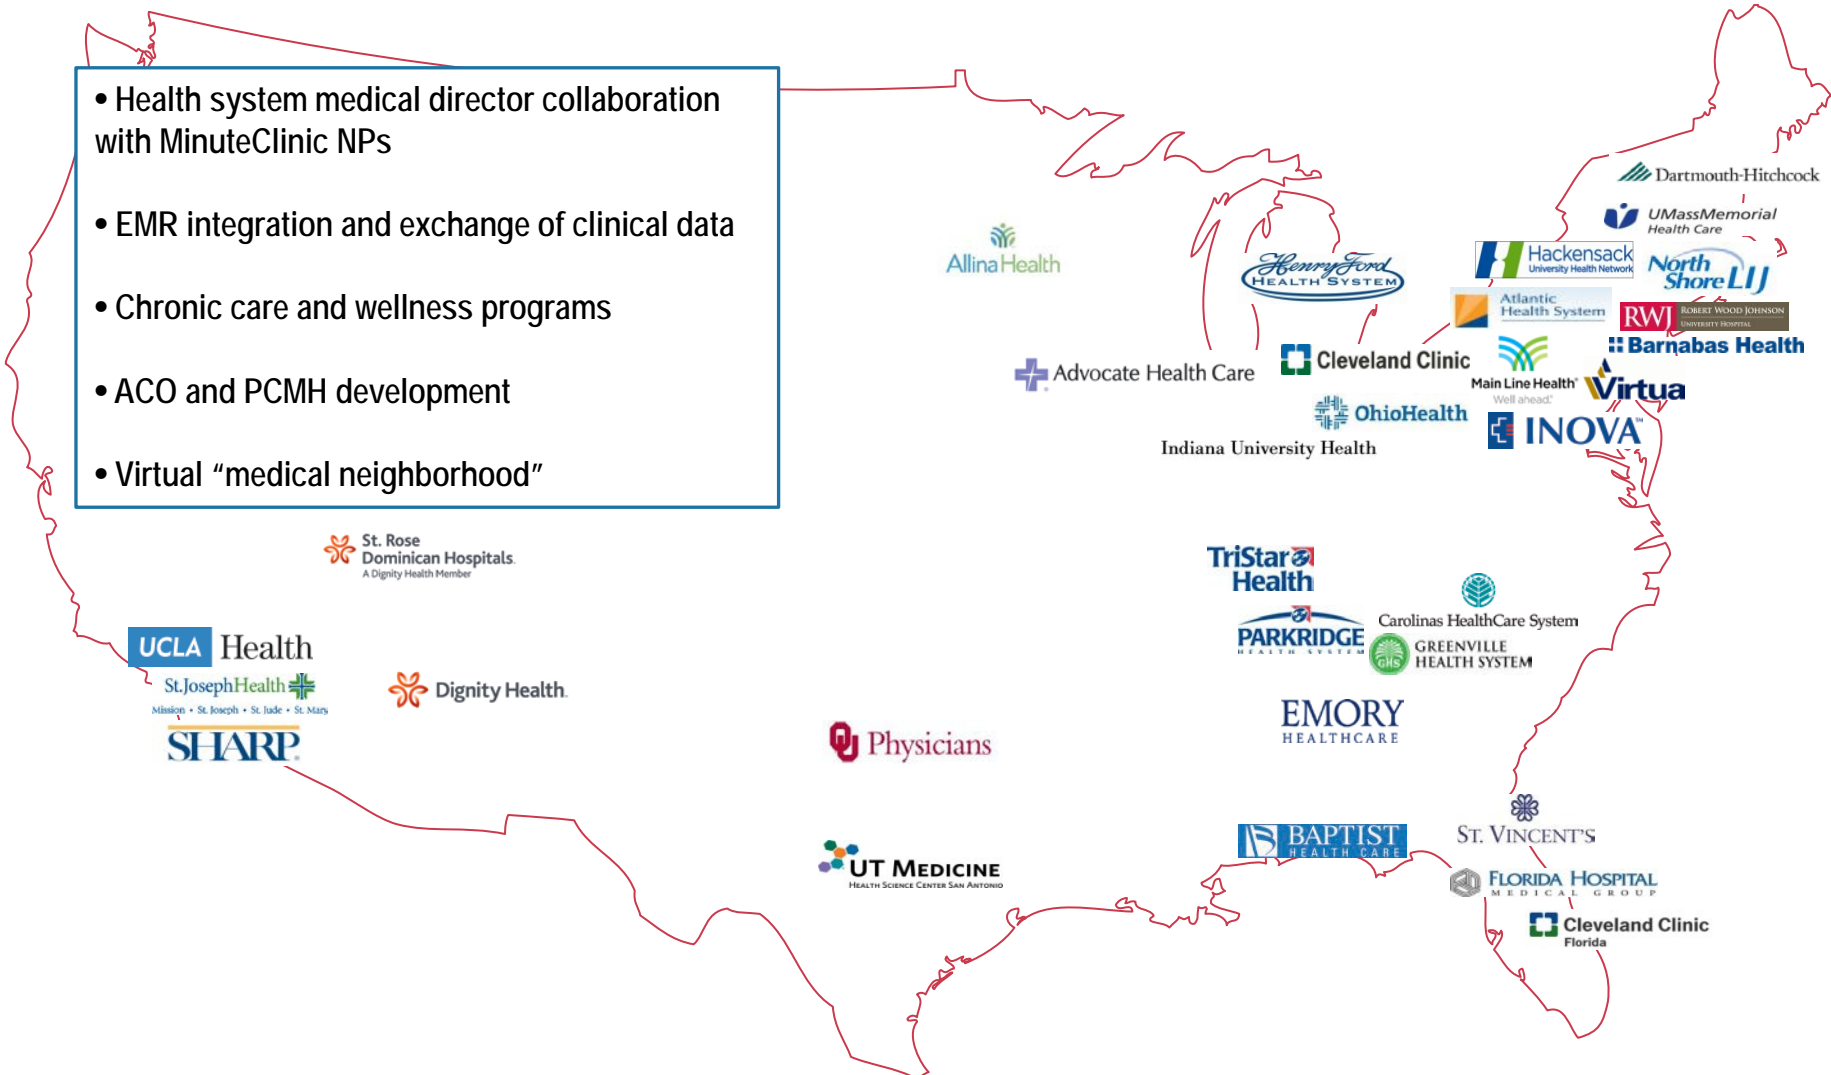 • Health system medical director collaboration
with MinuteClinic NPs
• EMR integration and exchange of clinical data
• Chronic care and wellness programs
• ACO and PCMH development
• Virtual “medical neighborhood”
Dartmouth-Hitchcock
UMassMemorial
Health Care
Hackensack
University Health Network
North
Shore LIJ
Allina Health
Henry Ford
HEALTH SYSTEM
Atlantic
Health System
RWJ ROBERT WOOD JOHNSON
UNIVERSITY HOSPITAL
Barnabas Health
Advocate Health Care
Cleveland Clinic
Main Line Health®
Well ahead.®
Virtua
OhioHealth
INOVA™
Indiana University Health
St. Rose
Dominican Hospitals.
A Dignity Health Member
TriStar
Health
Carolinas HealthCare System
PARKRIDGE
HEALTH SYSTEM
GHS
GREENVILLE
HEALTH SYSTEM
UCLA Health
St.JosephHealth
Mission • St. Joseph • St. Jude • St. Mary
SHARP®
Dignity Health.
OU Physicians
EMORY
HEALTHCARE
BAPTIST
HEALTH CARE
ST. VINCENT'S
UT MEDICINE
HEALTH SCIENCE CENTER SAN ANTONIO
FLORIDA HOSPITAL
MEDICAL GROUP
Cleveland Clinic
Florida